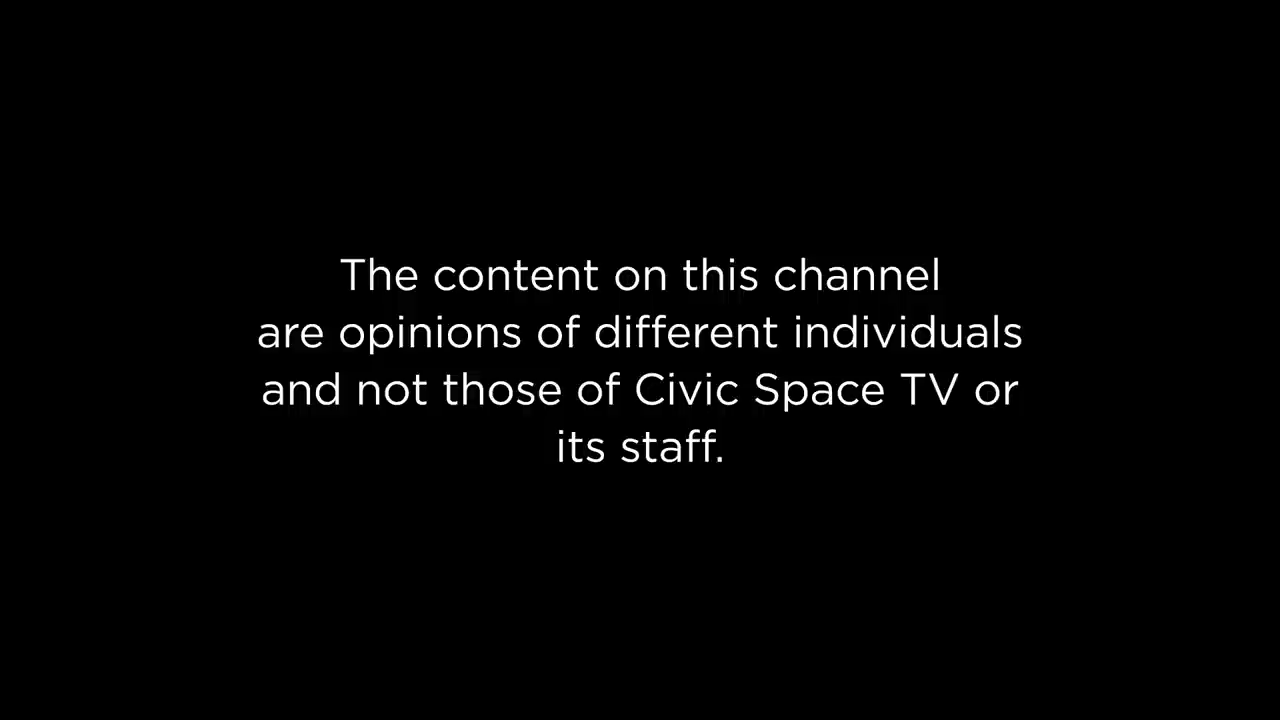 The content on this channel
are opinions of different individuals
and not those of Civic Space TV or
its staff.